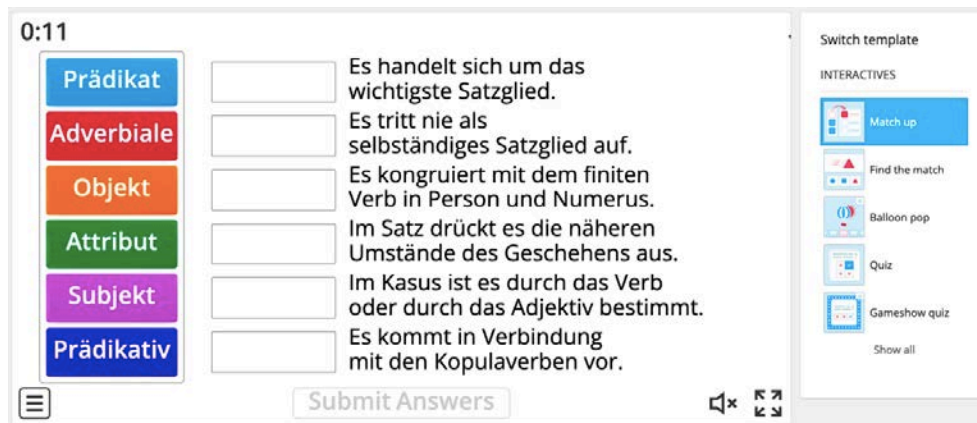 0:11
Prädikat
Adverbiale
Objekt
Attribut
Subjekt
Prädikativ
Es handelt sich um das
wichtigste Satzglied.
Es tritt nie als
selbständiges Satzglied auf.
Es kongruiert mit dem finiten
Verb in Person und Numerus.
Im Satz drückt es die näheren
Umstände des Geschehens aus.
Im Kasus ist es durch das Verb
oder durch das Adjektiv bestimmt.
Es kommt in Verbindung
mit den Kopulaverben vor.
Submit Answers
Switch template
INTERACTIVES
Match up
Find the match
Balloon pop
Quiz
Gameshow quiz
Show all